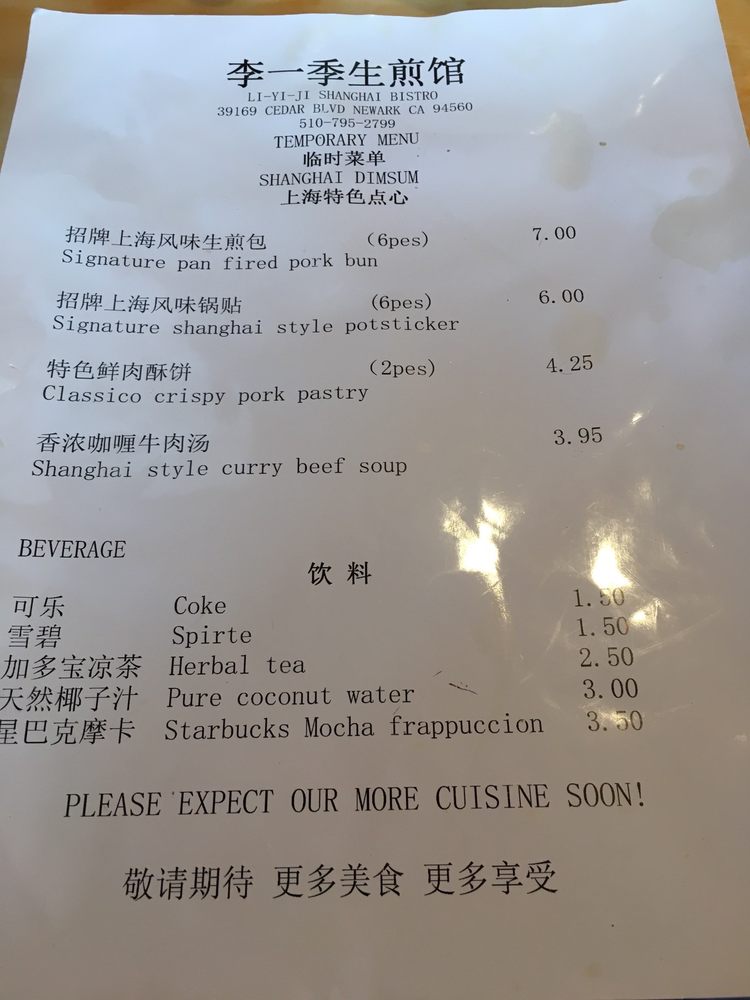 李一季生煎馆
LI-YI-JI SHANGHAI BISTRO
39169 CEDAR BLVD NEWARK CA 94560
510-795-2799
TEMPORARY MENU
临时菜单
SHANGHAI DIMSUM
上海特色点心
招牌上海风味生煎包 (6pes) 7.00
Signature pan fired pork bun
招牌上海风味锅贴 (6pes) 6.00
Signature shanghai style potsticker
特色鲜肉酥饼 (2pes) 4.25
Classico crispy pork pastry
香浓咖喱牛肉汤 3.95
Shanghai style curry beef soup
BEVERAGE
饮 料
可乐 Coke 1.50
雪碧 Spirte 1.50
加多宝凉茶 Herbal tea 2.50
天然椰子汁 Pure coconut water 3.00
星巴克摩卡 Starbucks Mocha frappuccion 3.50
PLEASE EXPECT OUR MORE CUISINE SOON!
敬请期待 更多美食 更多享受